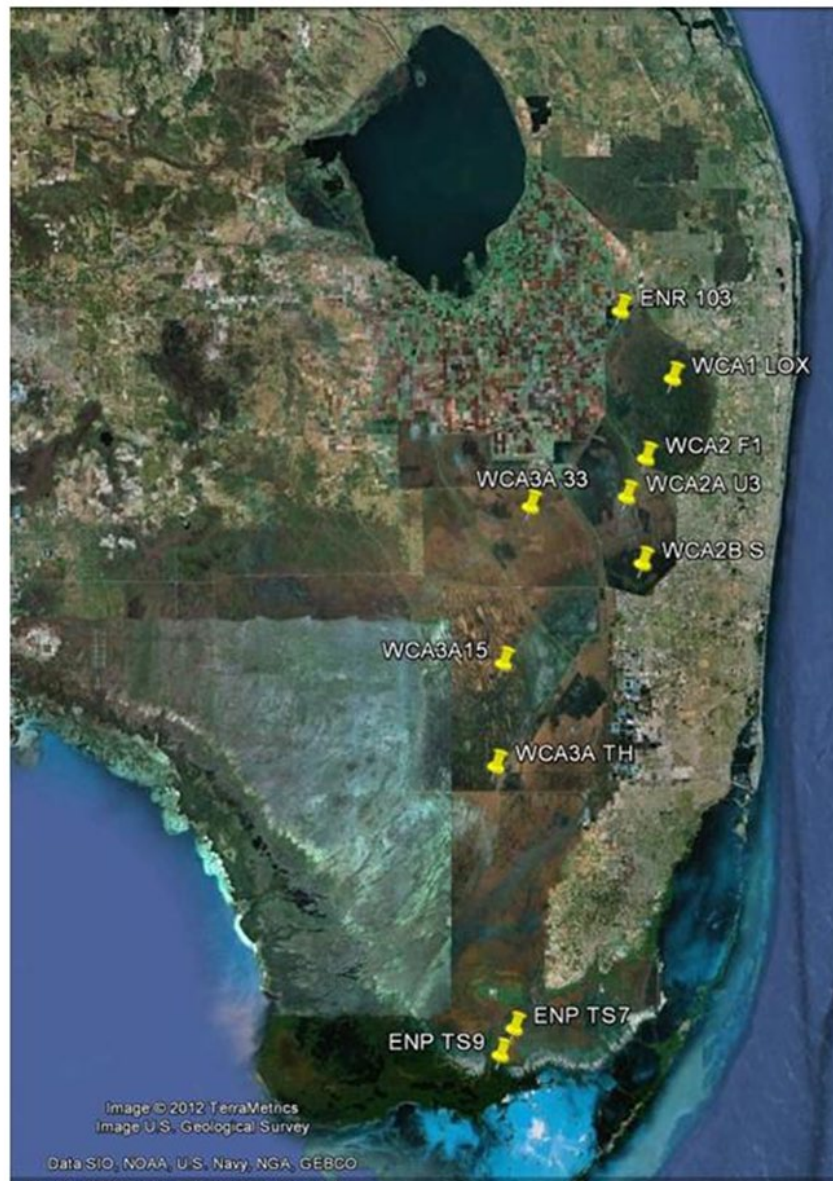 ENR 103
WCA1 LOX
WCA2 F1
WCA3A 33
WCA2A U3
WCA2B S
WCA3A15
WCA3A TH
ENP TS7
ENP TS9
Image © 2012 TerraMetrics
Image U.S. Geological Survey
Data SIO, NOAA, U.S. Navy, NGA, GEBCO